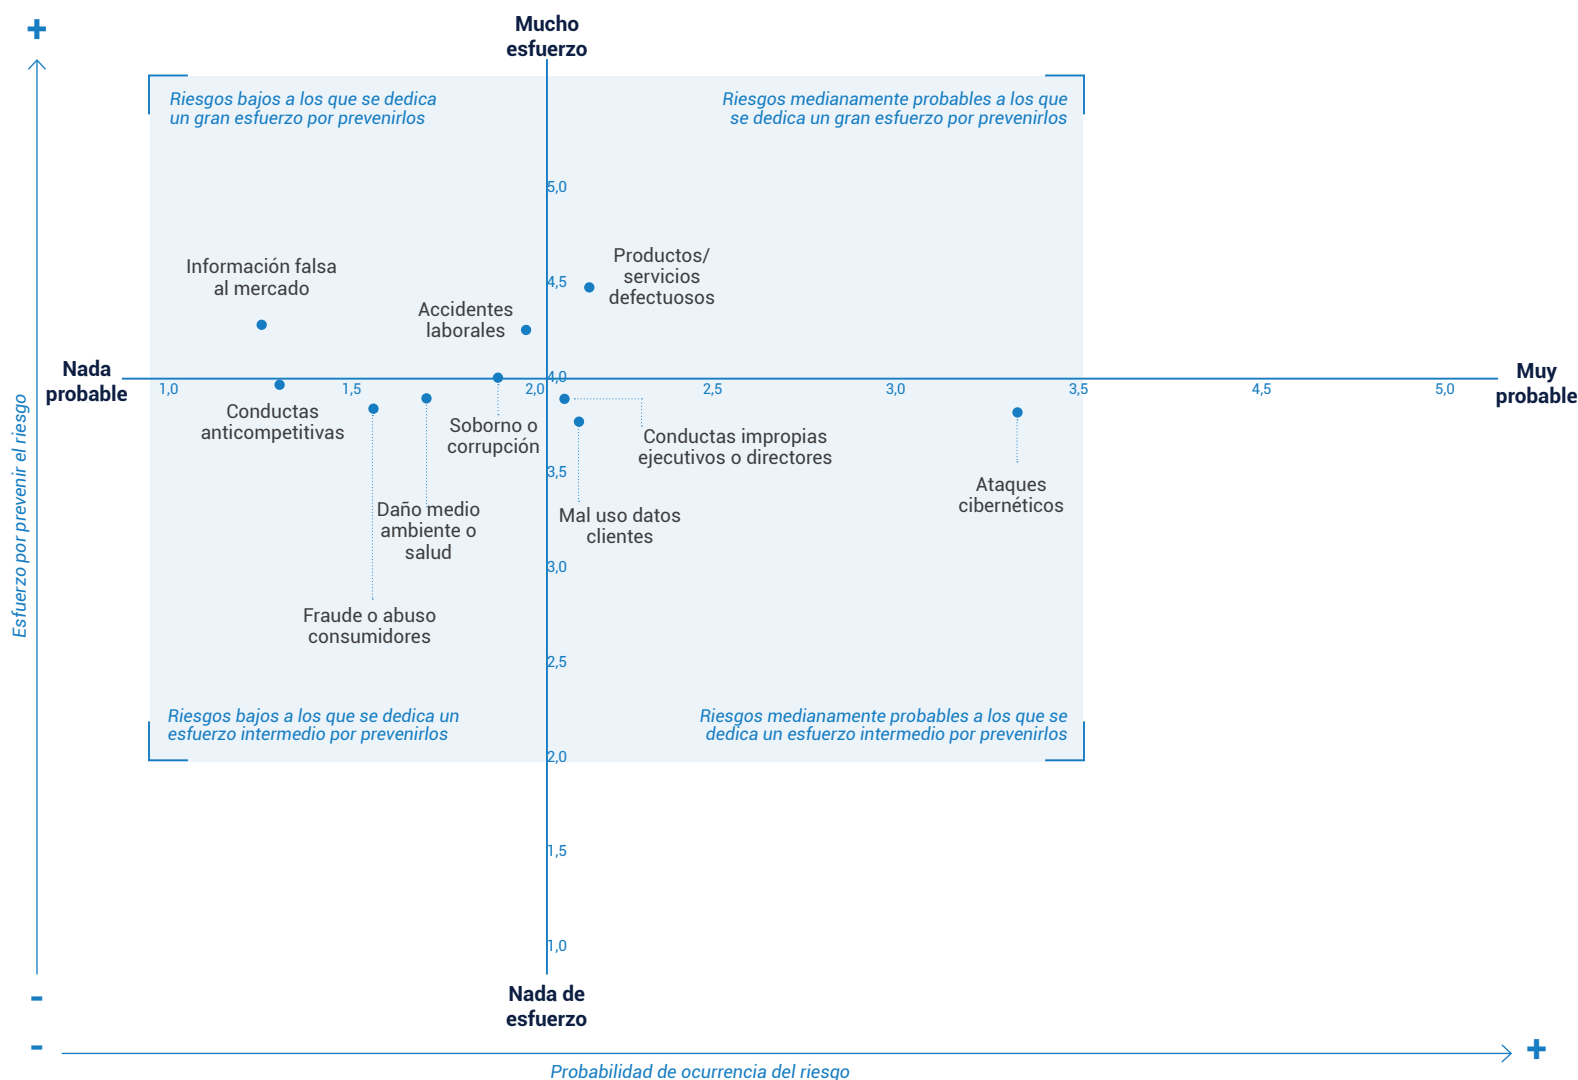 +
Mucho
esfuerzo
Riesgos bajos a los que se dedica
un gran esfuerzo por prevenirlos
Riesgos medianamente probables a los que
se dedica un gran esfuerzo por prevenirlos
5,0
Productos/
servicios
defectuosos
Información falsa
al mercado
4,5
Accidentes
laborales
Nada
probable
4,0
Muy
probable
1,0
1,5
2,0
2,5
3,0
3,5
4,5
5,0
Conductas
anticompetitivas
Soborno o
corrupción
Conductas impropias
ejecutivos o directores
3,5
Ataques
cibernéticos
Daño medio
ambiente o
salud
Mal uso datos
clientes
Esfuerzo por prevenir el riesgo
3,0
Fraude o abuso
consumidores
2,5
Riesgos bajos a los que se dedica un
esfuerzo intermedio por prevenirlos
Riesgos medianamente probables a los que se
dedica un esfuerzo intermedio por prevenirlos
2,0
1,5
1,0
Nada de
esfuerzo
-
-
+
Probabilidad de ocurrencia del riesgo